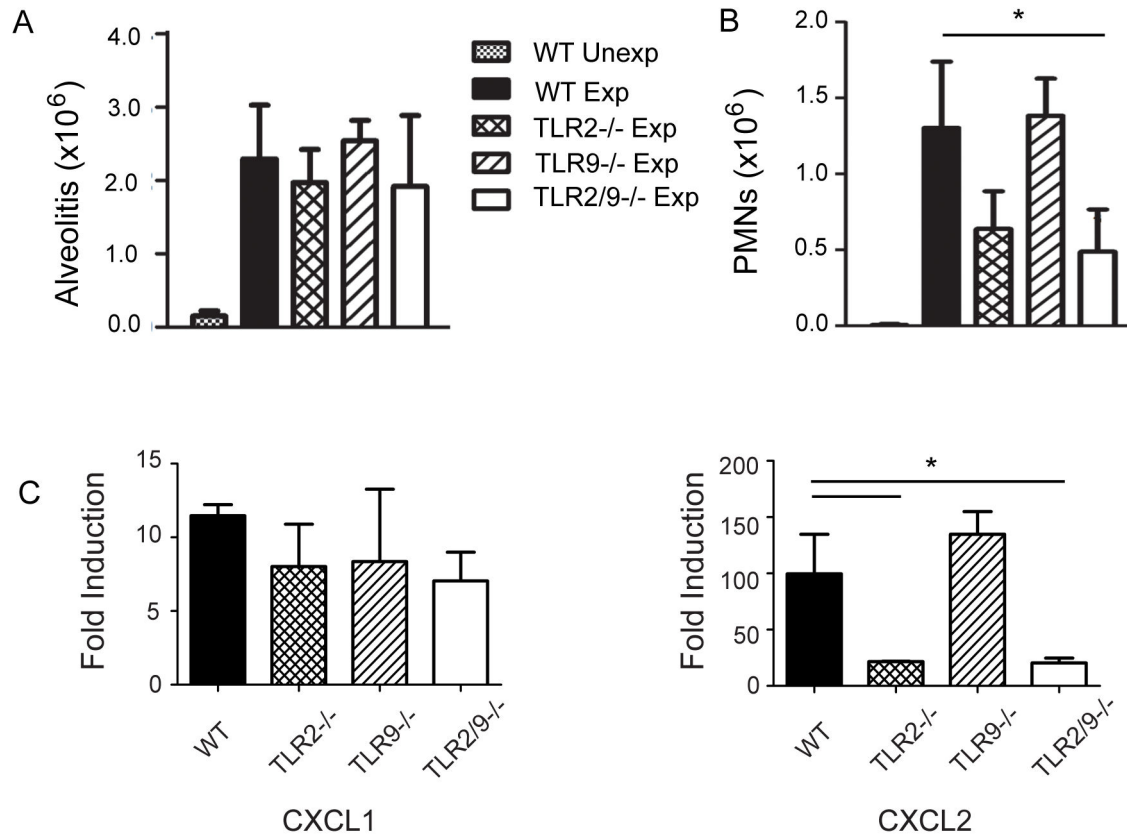 A
Alveolitis (x10⁶)
4.0
3.0
2.0
1.0
0.0
WT Unexp
WT Exp
TLR2-/- Exp
TLR9-/- Exp
TLR2/9-/- Exp
B
PMNs (x10⁶)
2.0
1.5
1.0
0.5
0.0
*
C
Fold Induction
15
10
5
0
WT
TLR2-/-
TLR9-/-
TLR2/9-/-
CXCL1
Fold Induction
200
150
100
50
0
*
WT
TLR2-/-
TLR9-/-
TLR2/9-/-
CXCL2